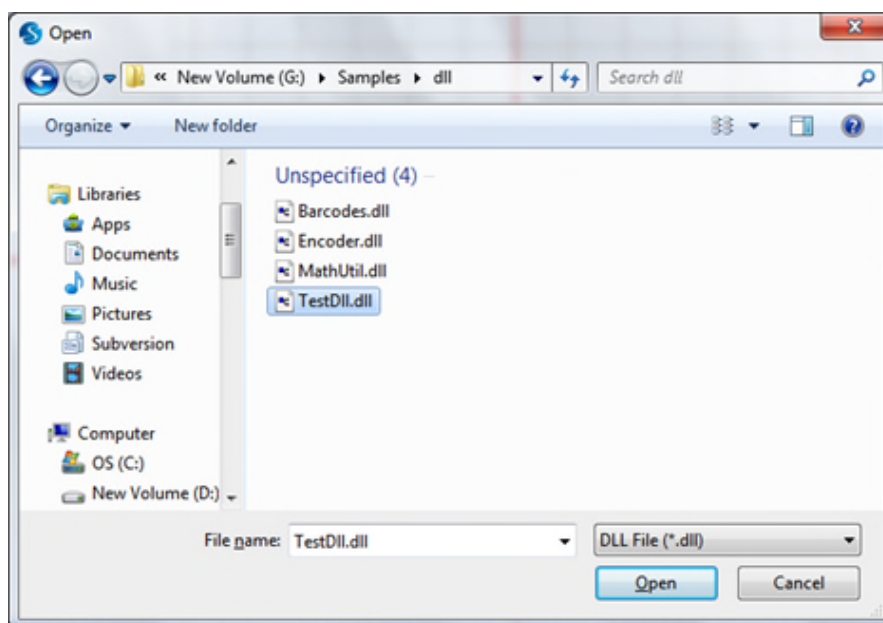 Open
« New Volume (G:) ▸ Samples ▸ dll
Search dll
Organize ▾ New folder
Libraries
Apps
Documents
Music
Pictures
Subversion
Videos
Computer
OS (C:)
New Volume (D:)
Unspecified (4)
Barcodes.dll
Encoder.dll
MathUtil.dll
TestDll.dll
File name: TestDll.dll
DLL File (*.dll)
Open Cancel